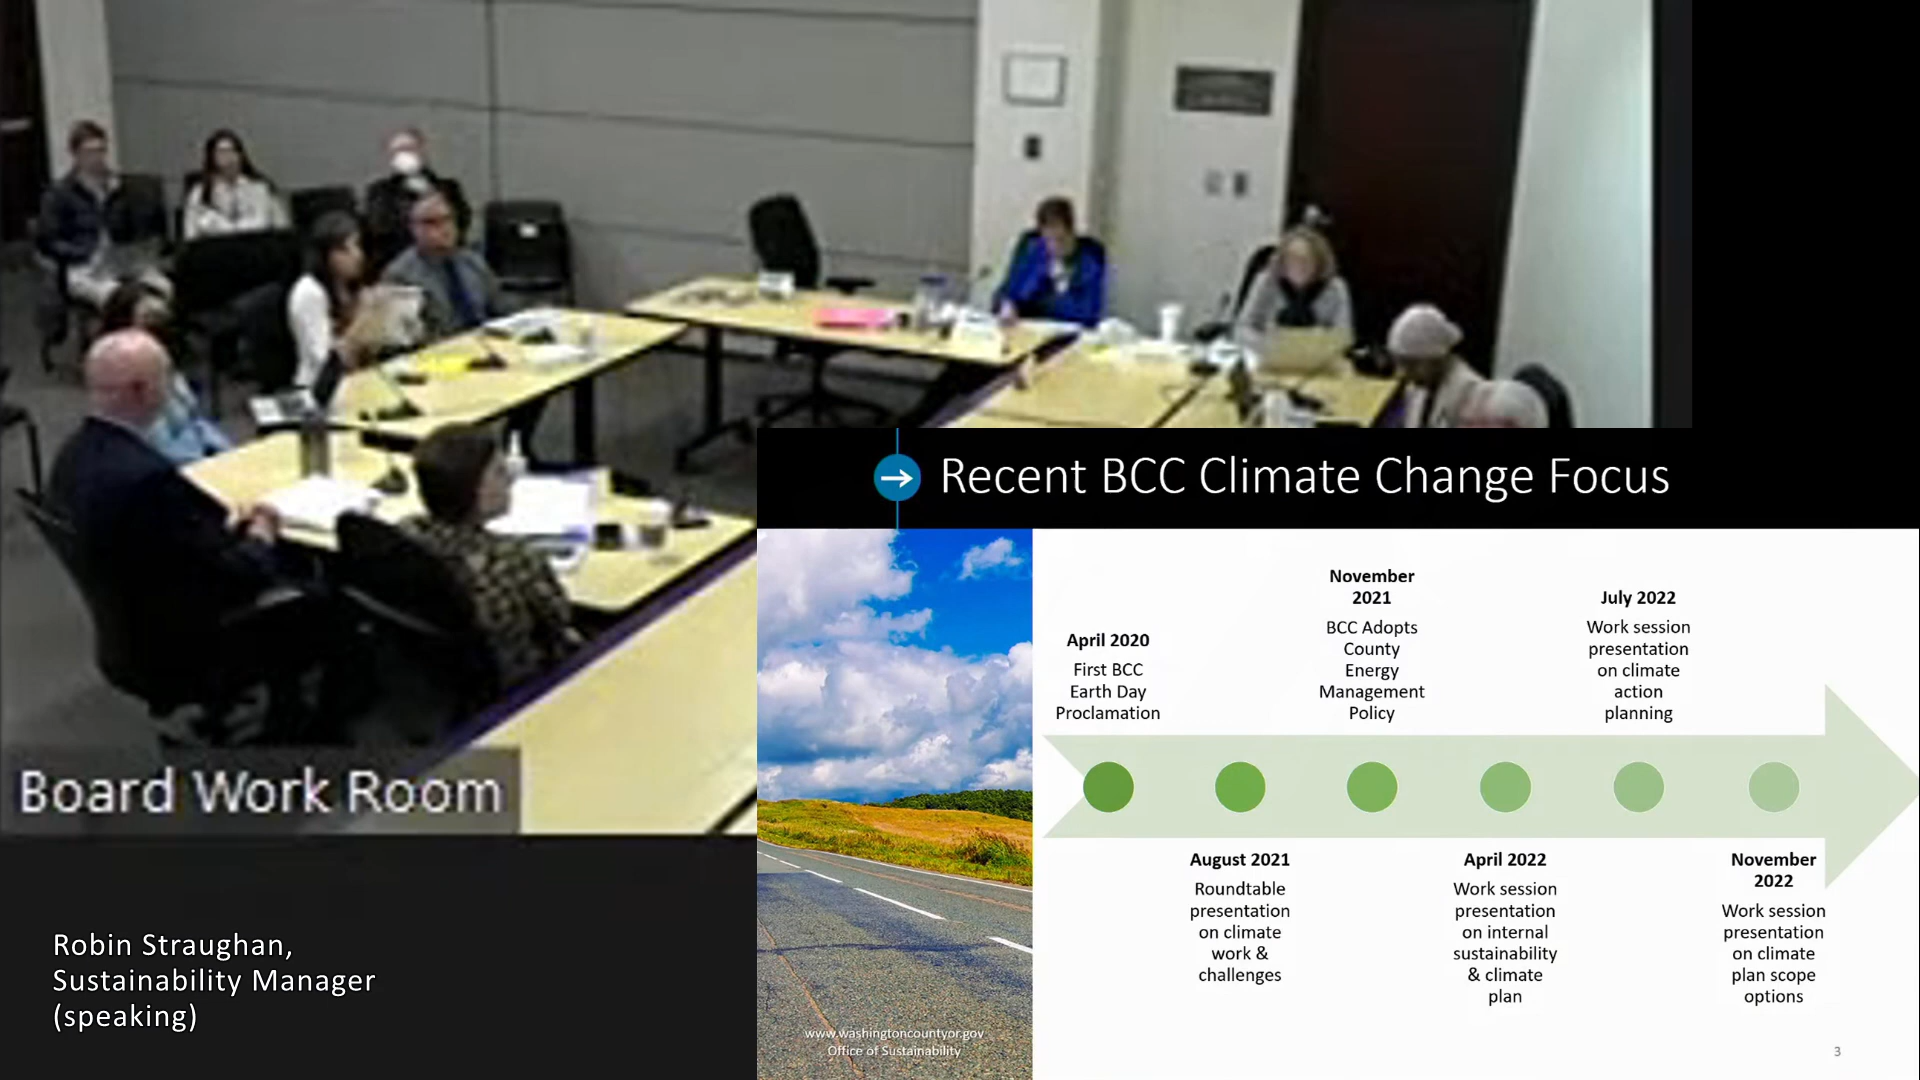 Board Work Room
Robin Straughan,
Sustainability Manager
(speaking)
Recent BCC Climate Change Focus
April 2020
First BCC
Earth Day
Proclamation
August 2021
Roundtable
presentation
on climate
work &
challenges
November
2021
BCC Adopts
County
Energy
Management
Policy
April 2022
Work session
presentation
on internal
sustainability
& climate
plan
July 2022
Work session
presentation
on climate
action
planning
November
2022
Work session
presentation
on climate
plan scope
options
www.washingtoncountyor.gov
Office of Sustainability
3